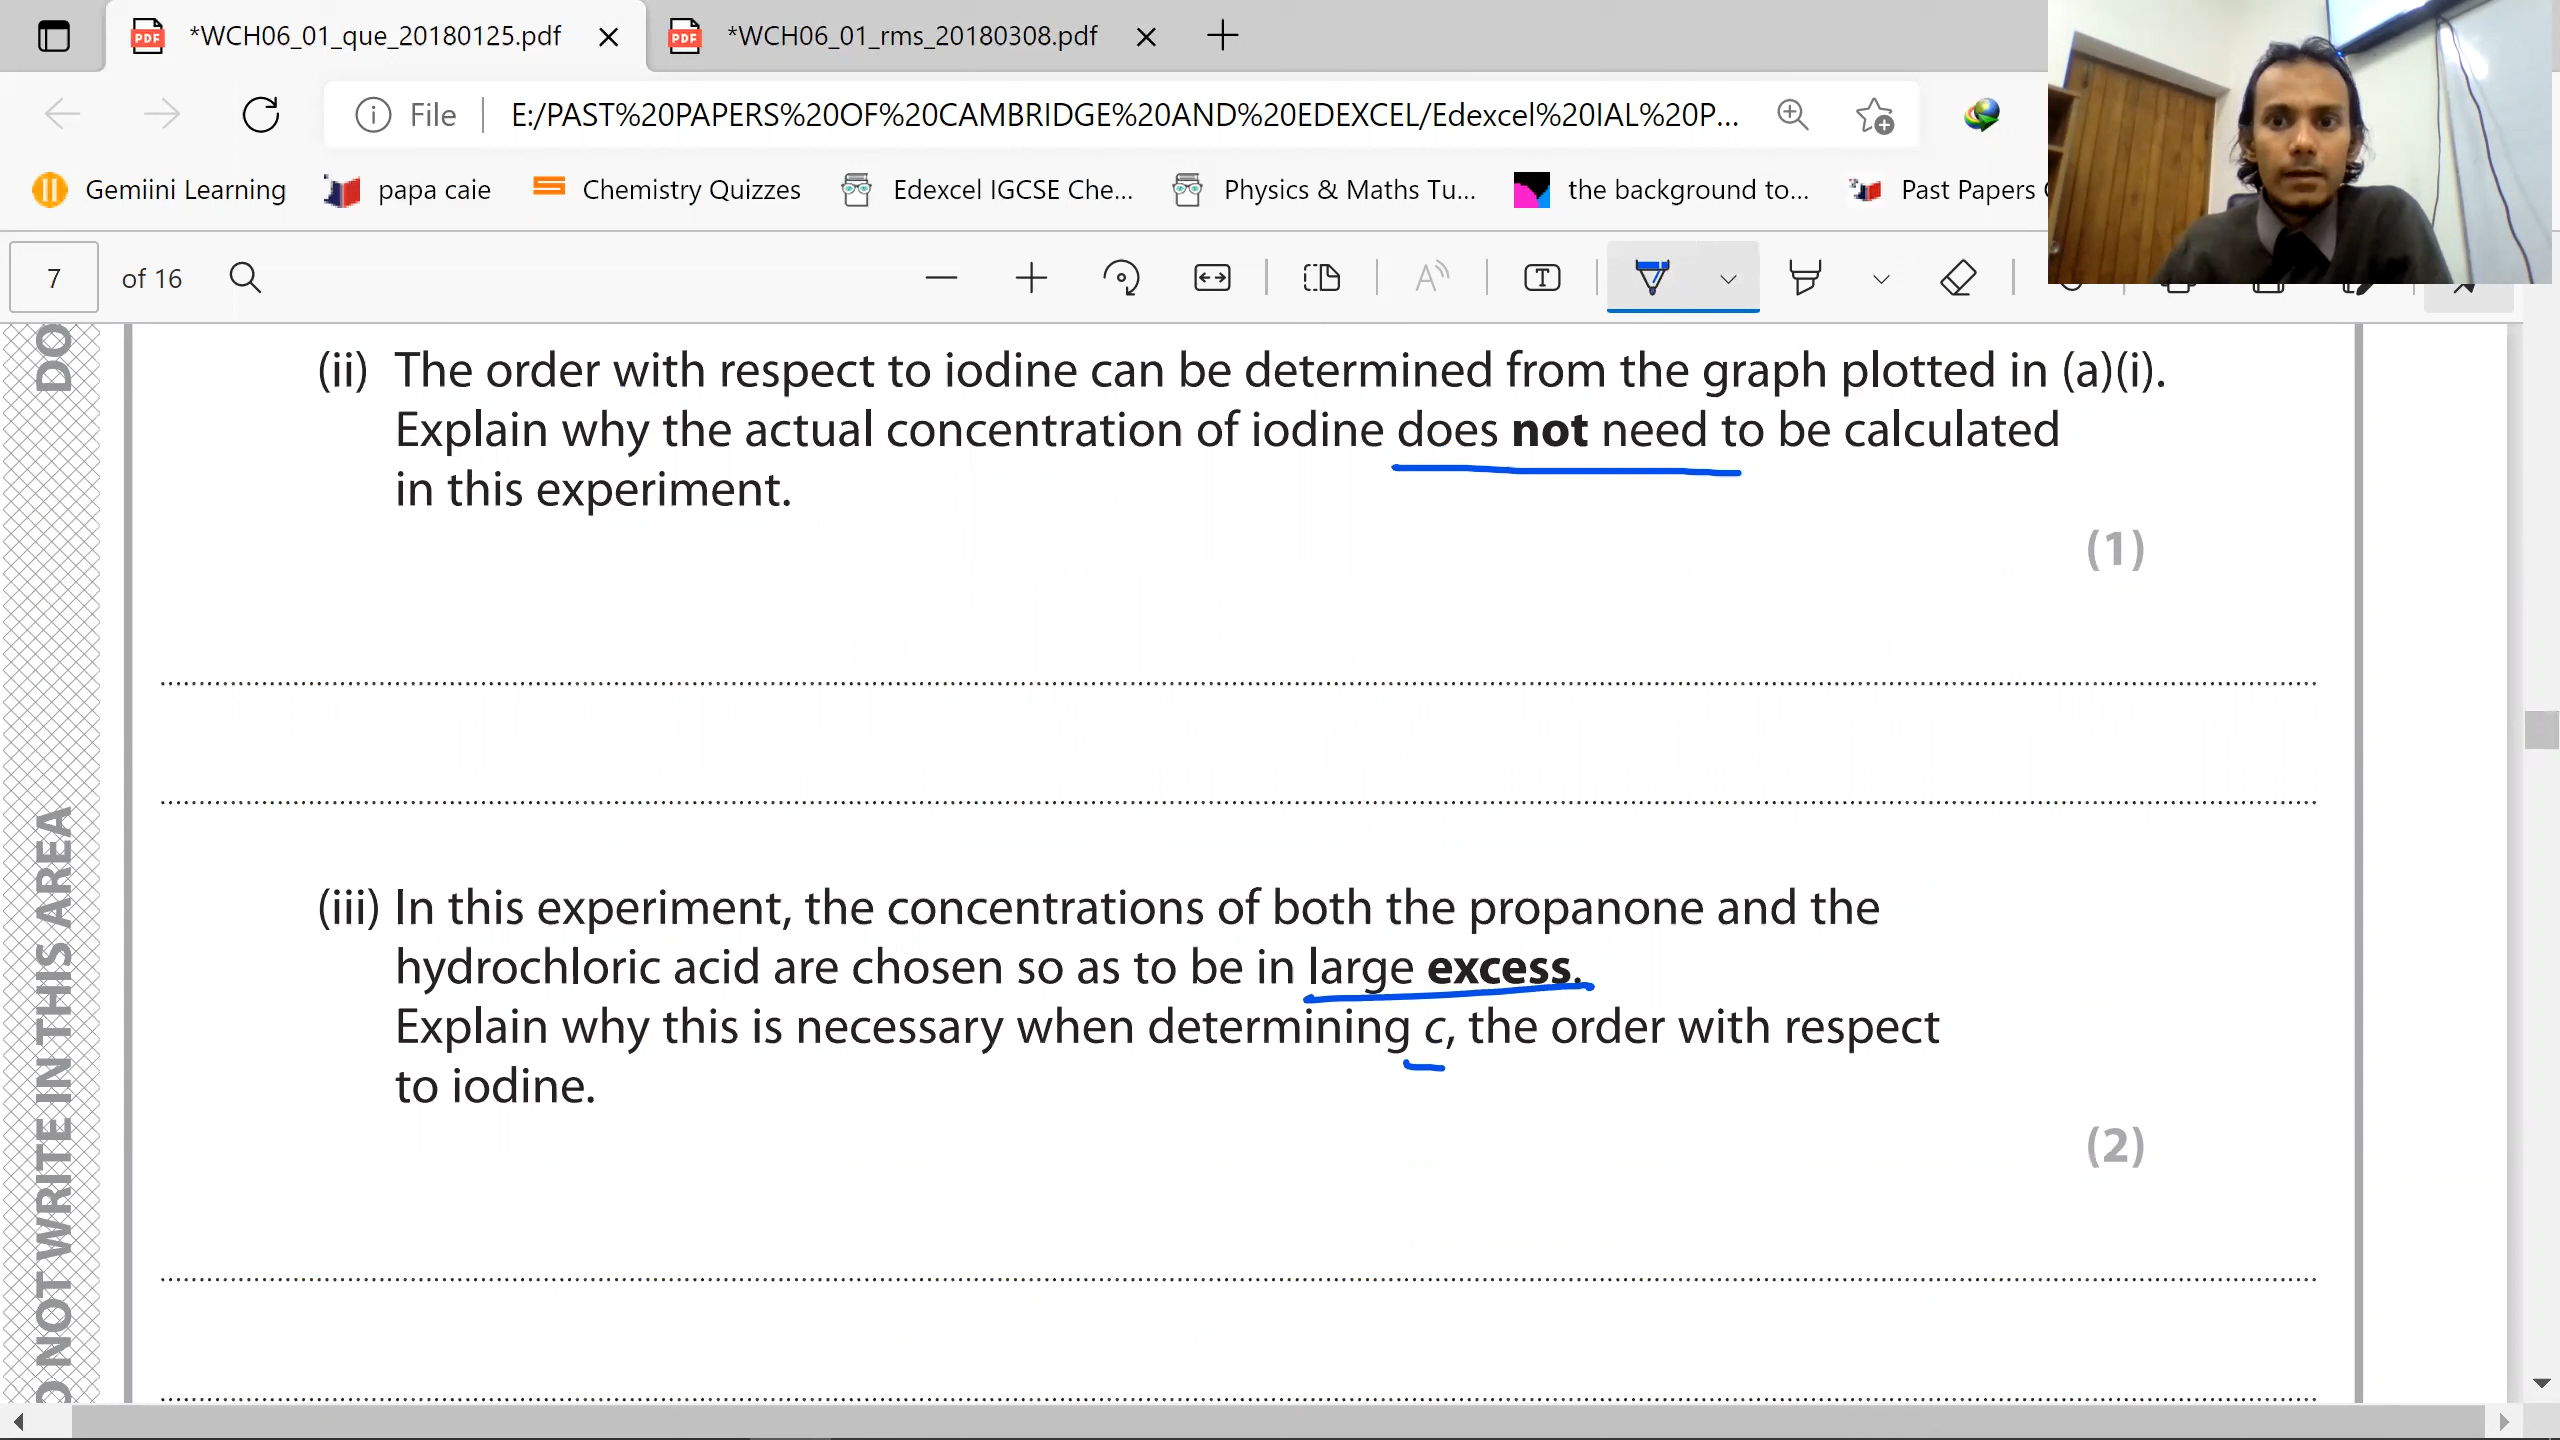 *WCH06_01_que_20180125.pdf
*WCH06_01_rms_20180308.pdf
File
E:/PAST%20PAPERS%20OF%20CAMBRIDGE%20AND%20EDEXCEL/Edexcel%20IAL%20P...
Gemiini Learning
papa caie
Chemistry Quizzes
Edexcel IGCSE Che...
Physics & Maths Tu...
the background to...
Past Papers
7 of 16
(ii) The order with respect to iodine can be determined from the graph plotted in (a)(i).
Explain why the actual concentration of iodine does not need to be calculated
in this experiment.
(1)
(iii) In this experiment, the concentrations of both the propanone and the
hydrochloric acid are chosen so as to be in large excess.
Explain why this is necessary when determining c, the order with respect
to iodine.
(2)
DO
NOT WRITE IN THIS AREA